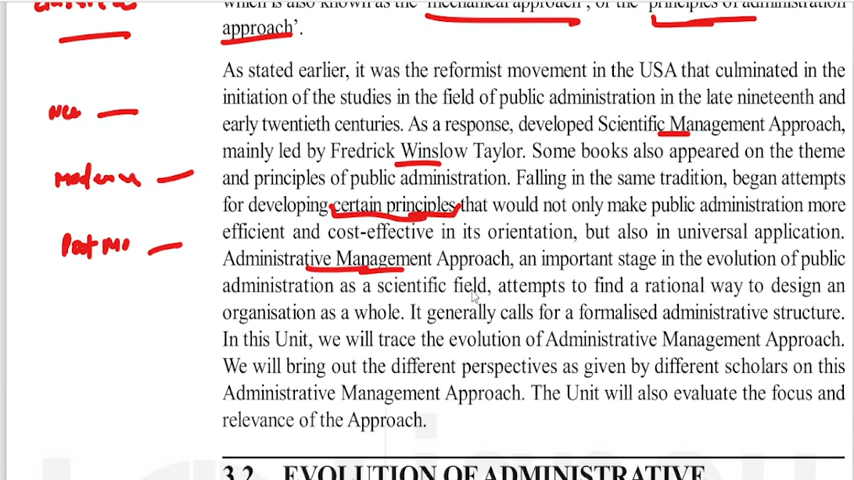 which is also known as the 'mechanical approach', or the 'principles of administration
approach'.
As stated earlier, it was the reformist movement in the USA that culminated in the
initiation of the studies in the field of public administration in the late nineteenth and
early twentieth centuries. As a response, developed Scientific Management Approach,
mainly led by Fredrick Winslow Taylor. Some books also appeared on the theme
and principles of public administration. Falling in the same tradition, began attempts
for developing certain principles that would not only make public administration more
efficient and cost-effective in its orientation, but also in universal application.
Administrative Management Approach, an important stage in the evolution of public
administration as a scientific field, attempts to find a rational way to design an
organisation as a whole. It generally calls for a formalised administrative structure.
In this Unit, we will trace the evolution of Administrative Management Approach.
We will bring out the different perspectives as given by different scholars on this
Administrative Management Approach. The Unit will also evaluate the focus and
relevance of the Approach.
3.2 EVOLUTION OF ADMINISTRATIVE